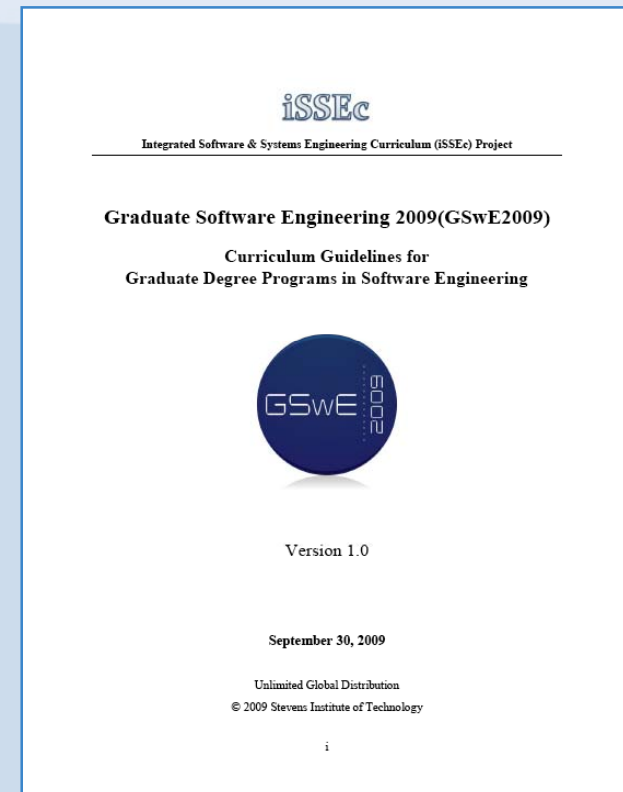 iSSEc
Integrated Software & Systems Engineering Curriculum (iSSEc) Project
Graduate Software Engineering 2009(GSwE2009)
Curriculum Guidelines for
Graduate Degree Programs in Software Engineering
GSwE 2009
Version 1.0
September 30, 2009
Unlimited Global Distribution
© 2009 Stevens Institute of Technology
i